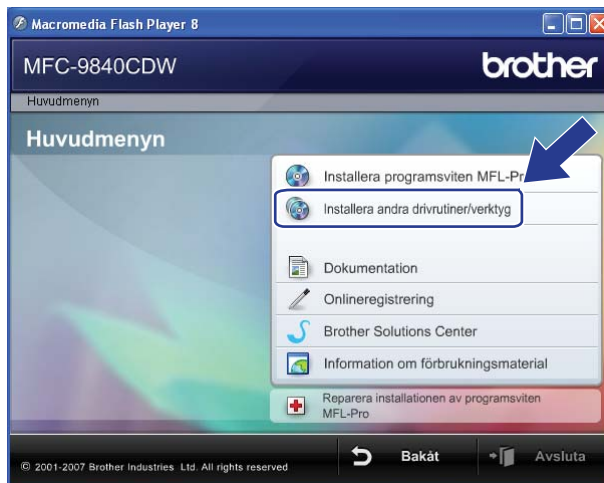 Macromedia Flash Player 8
MFC-9840CDW
brother
Huvudmenyn
Huvudmenyn
Installera programsviten MFL-Pr
Installera andra drivrutiner/verktyg
Dokumentation
Onlineregistrering
Brother Solutions Center
Information om förbrukningsmaterial
Reparera installationen av programsviten
MFL-Pro
© 2001-2007 Brother Industries Ltd. All rights reserved
Bakåt
Avsluta